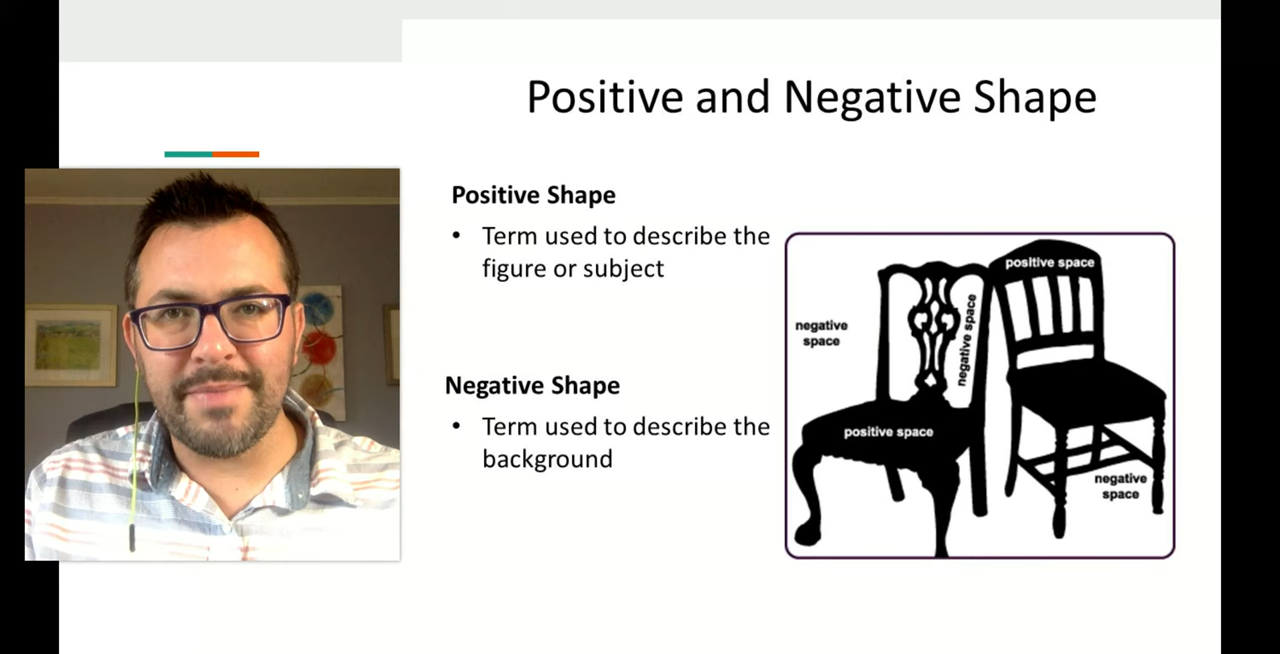 Positive and Negative Shape
Positive Shape
• Term used to describe the
figure or subject
Negative Shape
• Term used to describe the
background
positive space
negative
space
negative space
positive space
negative
space